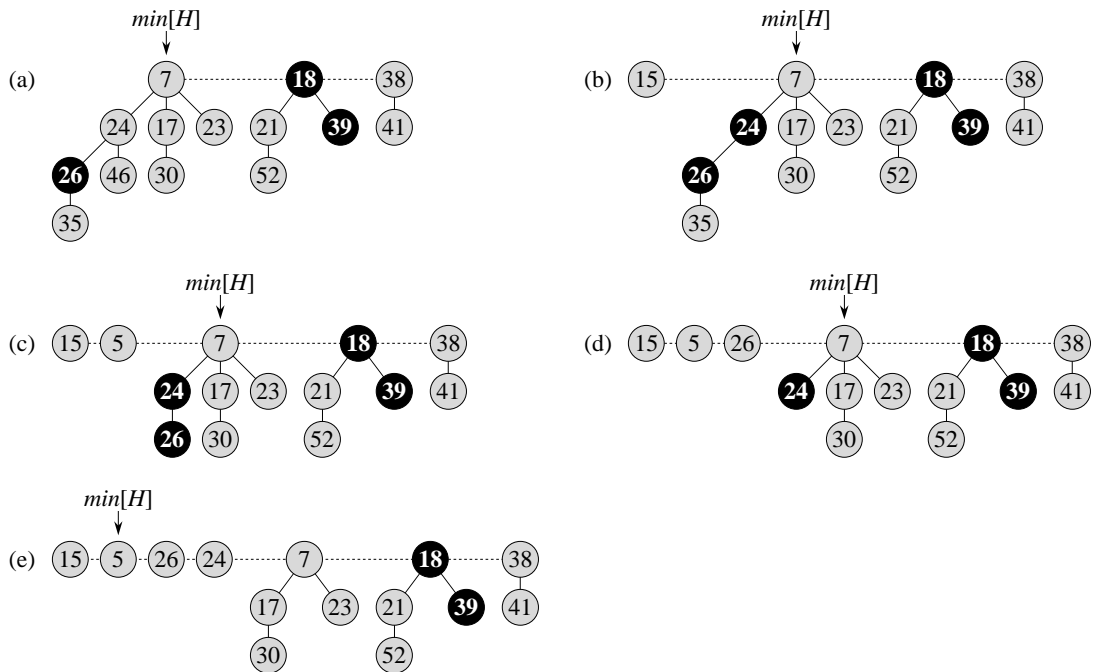 min[H]
min[H]
(a) 7 18 38
(b) 15 7 18 38
24 17 23 21 39 41
24 17 23 21 39 41
26 46 30 52
26 30 52
35
35
min[H]
min[H]
(c) 15 5 7 18 38
(d) 15 5 26 7 18 38
24 17 23 21 39 41
24 17 23 21 39 41
26 30 52
30 52
min[H]
(e) 15 5 26 24 7 18 38
17 23 21 39 41
30 52